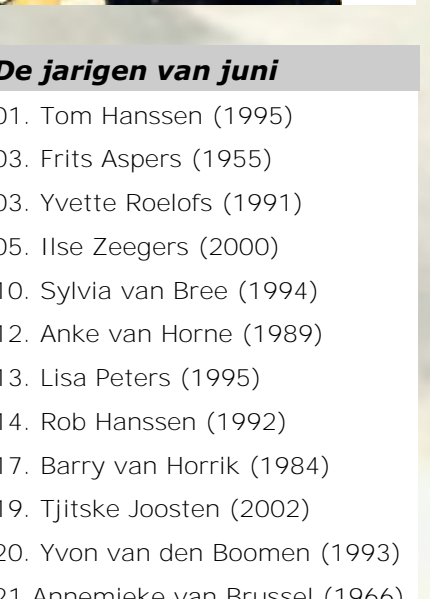 De jarigen van juni
01. Tom Hanssen (1995)
03. Frits Aspers (1955)
03. Yvette Roelofs (1991)
05. Ilse Zeegers (2000)
10. Sylvia van Bree (1994)
12. Anke van Horne (1989)
13. Lisa Peters (1995)
14. Rob Hanssen (1992)
17. Barry van Horrik (1984)
19. Tjitske Joosten (2002)
20. Yvon van den Boomen (1993)
21 Annemieke van Brussel (1966)